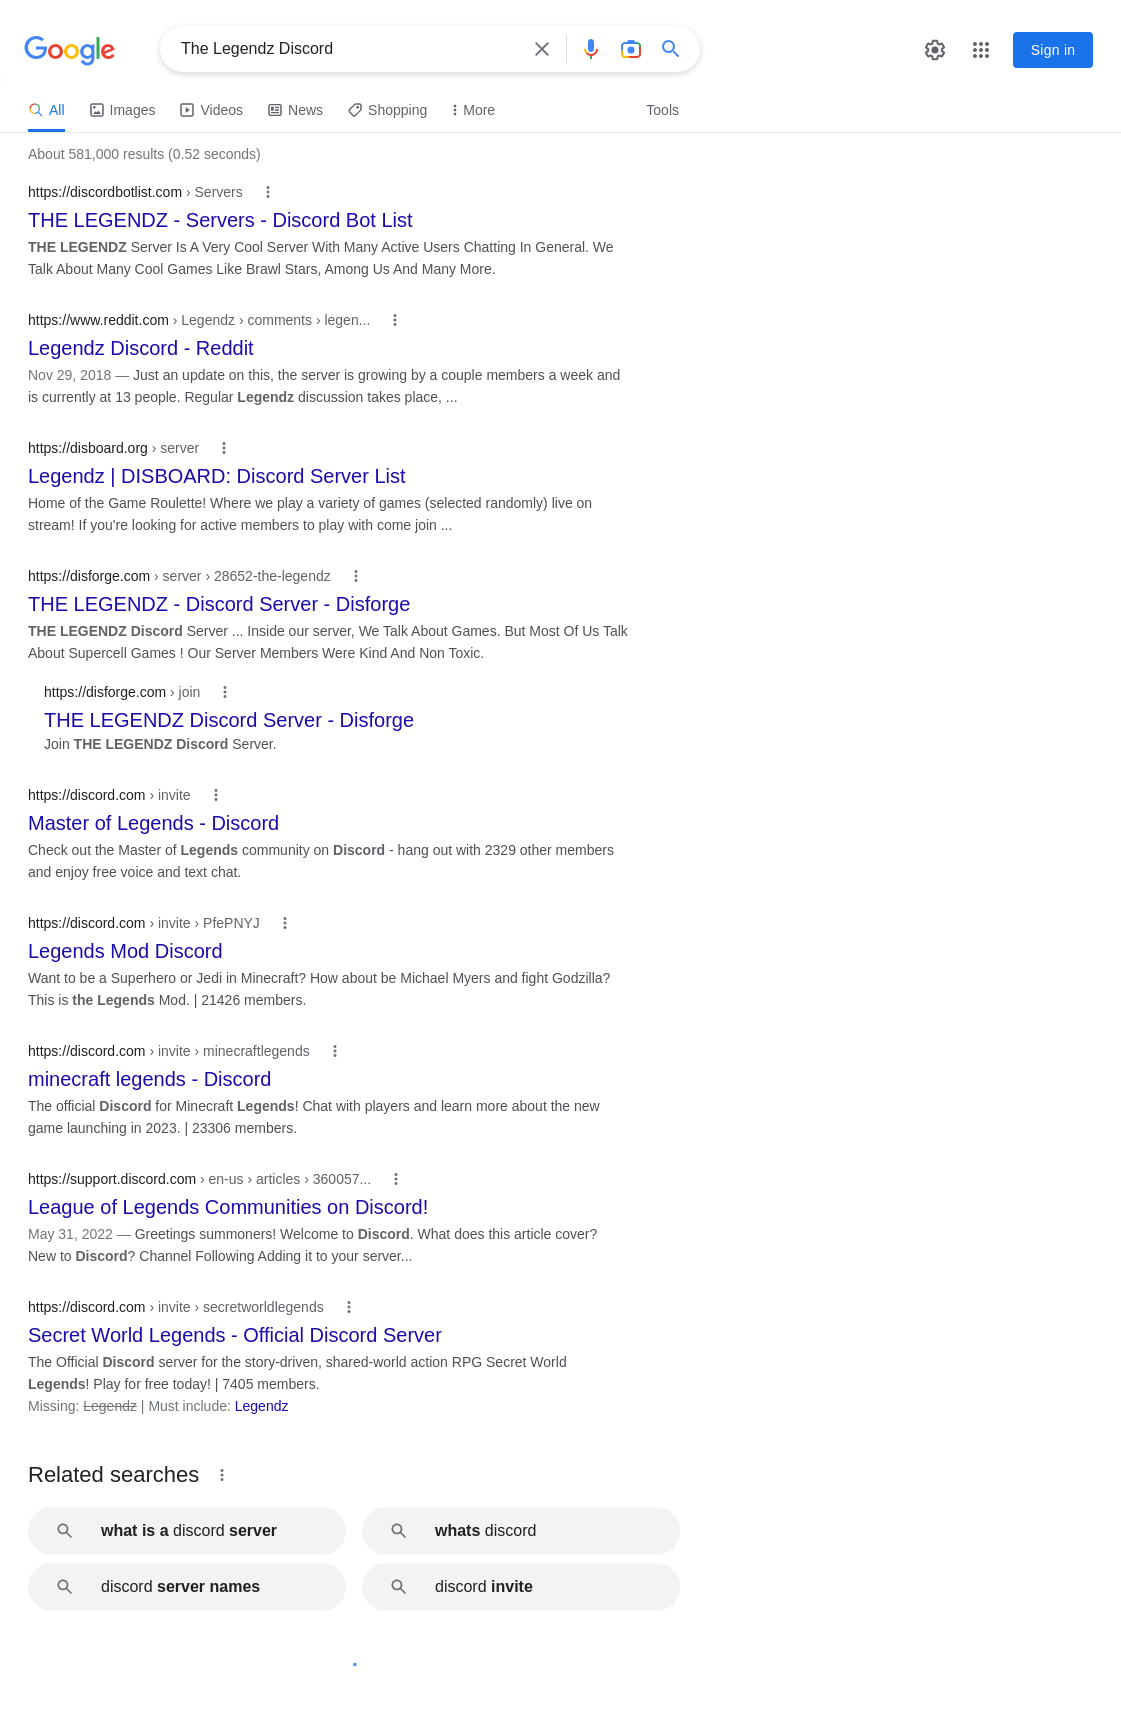 Google
The Legendz Discord
Sign in
All
Images
Videos
News
Shopping
More
Tools
About 581,000 results (0.52 seconds)
https://discordbotlist.com › Servers
THE LEGENDZ - Servers - Discord Bot List
THE LEGENDZ Server Is A Very Cool Server With Many Active Users Chatting In General. We
Talk About Many Cool Games Like Brawl Stars, Among Us And Many More.
https://www.reddit.com › Legendz › comments › legen...
Legendz Discord - Reddit
Nov 29, 2018 — Just an update on this, the server is growing by a couple members a week and
is currently at 13 people. Regular Legendz discussion takes place, ...
https://disboard.org › server
Legendz | DISBOARD: Discord Server List
Home of the Game Roulette! Where we play a variety of games (selected randomly) live on
stream! If you're looking for active members to play with come join ...
https://disforge.com › server › 28652-the-legendz
THE LEGENDZ - Discord Server - Disforge
THE LEGENDZ Discord Server ... Inside our server, We Talk About Games. But Most Of Us Talk
About Supercell Games ! Our Server Members Were Kind And Non Toxic.
https://disforge.com › join
THE LEGENDZ Discord Server - Disforge
Join THE LEGENDZ Discord Server.
https://discord.com › invite
Master of Legends - Discord
Check out the Master of Legends community on Discord - hang out with 2329 other members
and enjoy free voice and text chat.
https://discord.com › invite › PfePNYJ
Legends Mod Discord
Want to be a Superhero or Jedi in Minecraft? How about be Michael Myers and fight Godzilla?
This is the Legends Mod. | 21426 members.
https://discord.com › invite › minecraftlegends
minecraft legends - Discord
The official Discord for Minecraft Legends! Chat with players and learn more about the new
game launching in 2023. | 23306 members.
https://support.discord.com › en-us › articles › 360057...
League of Legends Communities on Discord!
May 31, 2022 — Greetings summoners! Welcome to Discord. What does this article cover?
New to Discord? Channel Following Adding it to your server...
https://discord.com › invite › secretworldlegends
Secret World Legends - Official Discord Server
The Official Discord server for the story-driven, shared-world action RPG Secret World
Legends! Play for free today! | 7405 members.
Missing: Legendz | Must include: Legendz
Related searches
what is a discord server
whats discord
discord server names
discord invite